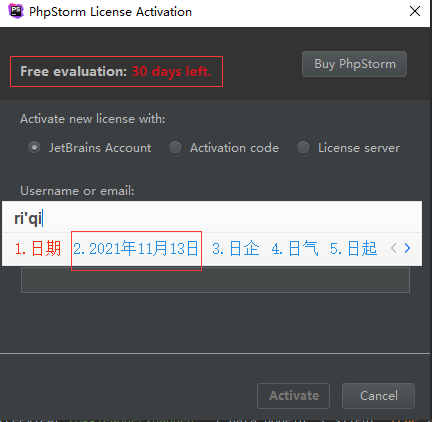 PhpStorm License Activation
Free evaluation: 30 days left.
Buy PhpStorm
Activate new license with:
JetBrains Account Activation code License server
Username or email:
ri'qi
1.日期 2.2021年11月13日 3.日企 4.日气 5.日起
Activate Cancel